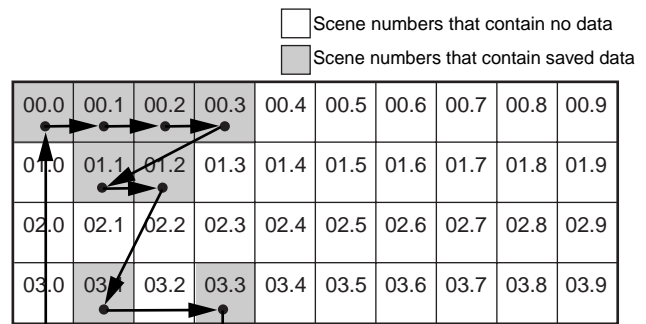 Scene numbers that contain no data
Scene numbers that contain saved data
00.0 00.1 00.2 00.3 00.4 00.5 00.6 00.7 00.8 00.9
01.0 01.1 01.2 01.3 01.4 01.5 01.6 01.7 01.8 01.9
02.0 02.1 02.2 02.3 02.4 02.5 02.6 02.7 02.8 02.9
03.0 03.1 03.2 03.3 03.4 03.5 03.6 03.7 03.8 03.9